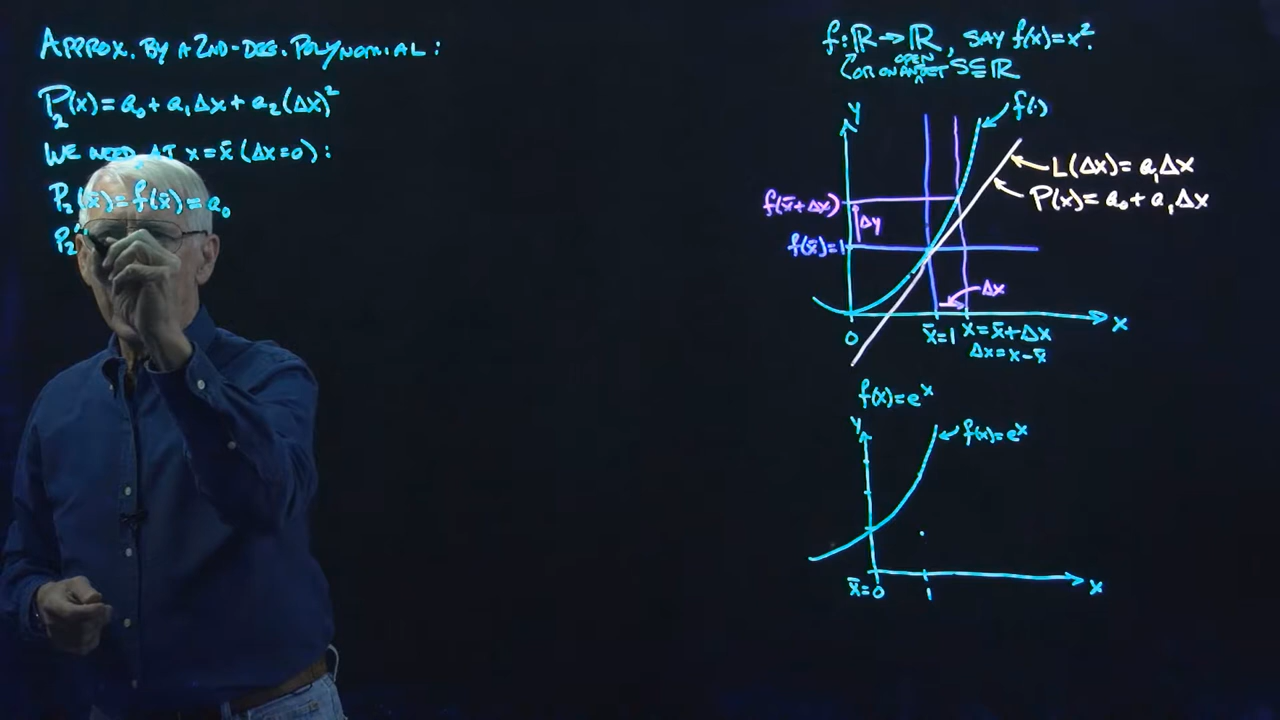 APPROX. BY A 2ND-DEG. POLYNOMIAL:
P₂(x) = a₀ + a₁Δx + a₂(Δx)²
WE NEED AT x = x̄ (Δx=0):
P₂(x̄) = f(x̄) = a₀
P₂'
f: ℝ → ℝ, SAY f(x) = x².
OR ON AN OPEN SET S ⊆ ℝ
Y
f(·)
L(Δx) = a₁Δx
P(x) = a₀ + a₁Δx
f(x̄+Δx)
Δy
f(x̄)=1
Δx
0
x̄=1
x = x̄+Δx
X
Δx = x-x̄
f(x) = eˣ
Y
f(x) = eˣ
x̄=0
1
X